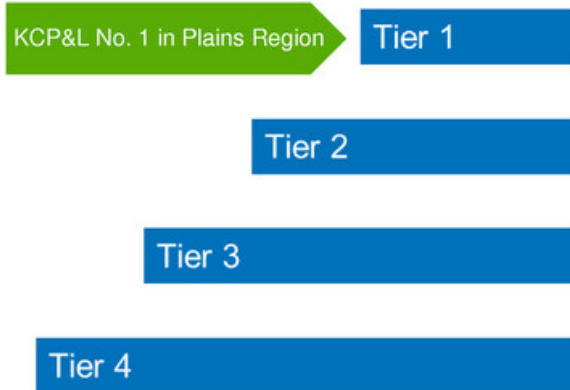 KCP&L No. 1 in Plains Region
Tier 1
Tier 2
Tier 3
Tier 4